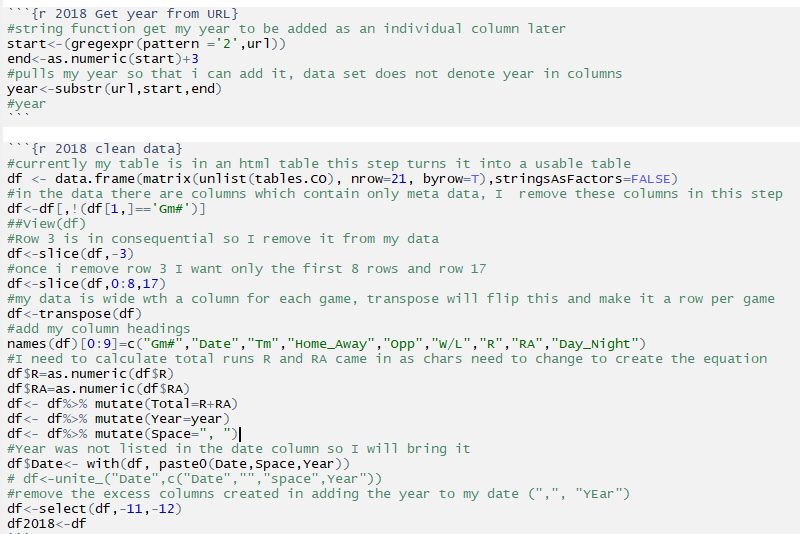 ```{r 2018 Get year from URL}
#string function get my year to be added as an individual column later
start<-(gregexpr(pattern ='2',url))
end<-as.numeric(start)+3
#pulls my year so that i can add it, data set does not denote year in columns
year<-substr(url,start,end)
#year
```
```{r 2018 clean data}
#currently my table is in an html table this step turns it into a usable table
df <- data.frame(matrix(unlist(tables.CO), nrow=21, byrow=T),stringsAsFactors=FALSE)
#in the data there are columns which contain only meta data, I  remove these columns in this step
df<-df[,!(df[1,]=='Gm#')]
##View(df)
#Row 3 is in consequential so I remove it from my data
df<-slice(df,-3)
#once i remove row 3 I want only the first 8 rows and row 17
df<-slice(df,0:8,17)
#my data is wide wth a column for each game, transpose will flip this and make it a row per game
df<-transpose(df)
#add my column headings
names(df)[0:9]=c("Gm#","Date","Tm","Home_Away","Opp","W/L","R","RA","Day_Night")
#I need to calculate total runs R and RA came in as chars need to change to create the equation
df$R=as.numeric(df$R)
df$RA=as.numeric(df$RA)
df<- df%>% mutate(Total=R+RA)
df<- df%>% mutate(Year=year)
df<- df%>% mutate(Space=", ")
#Year was not listed in the date column so I will bring it
df$Date<- with(df, paste0(Date,Space,Year))
# df<-unite_("Date",c("Date","","space",Year"))
#remove the excess columns created in adding the year to my date (",", "YEar")
df<-select(df,-11,-12)
df2018<-df